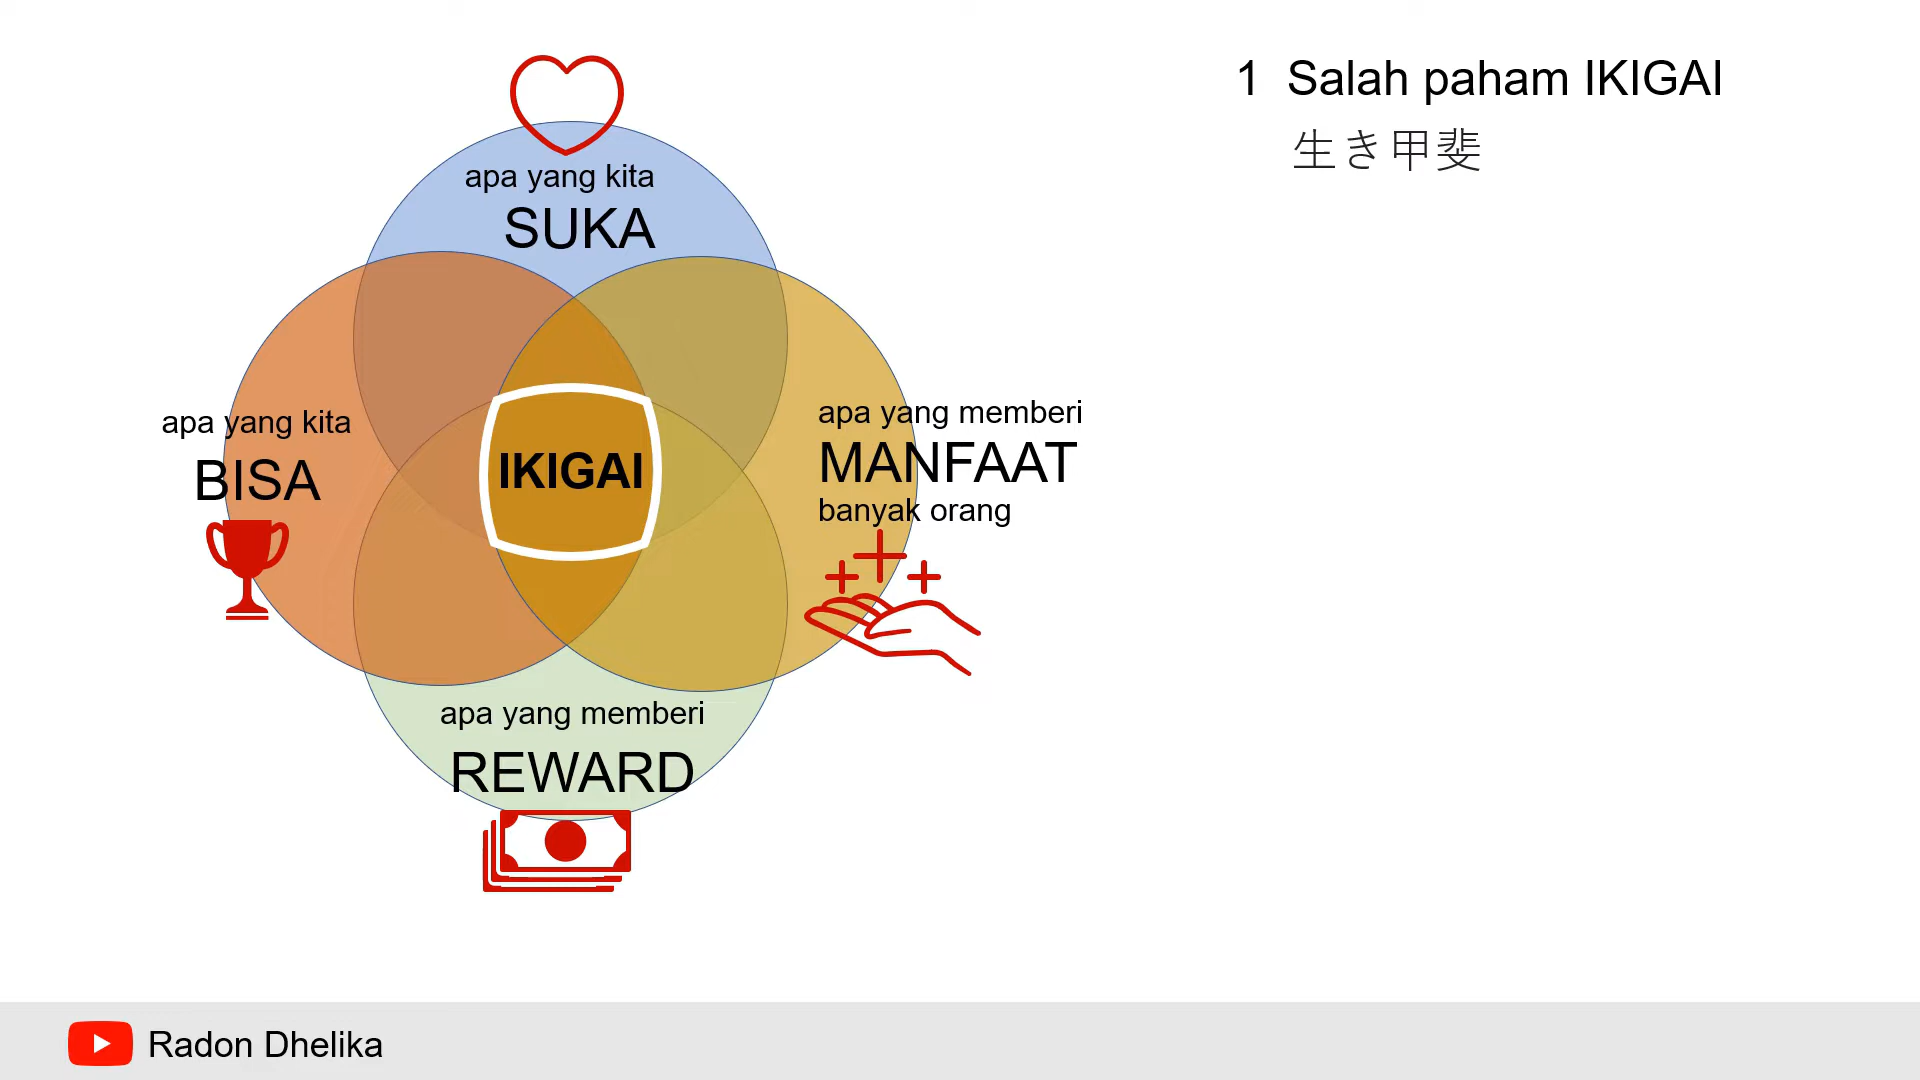 1 Salah paham IKIGAI
生き甲斐
apa yang kita
SUKA
apa yang kita
BISA
IKIGAI
apa yang memberi
MANFAAT
banyak orang
apa yang memberi
REWARD
Radon Dhelika